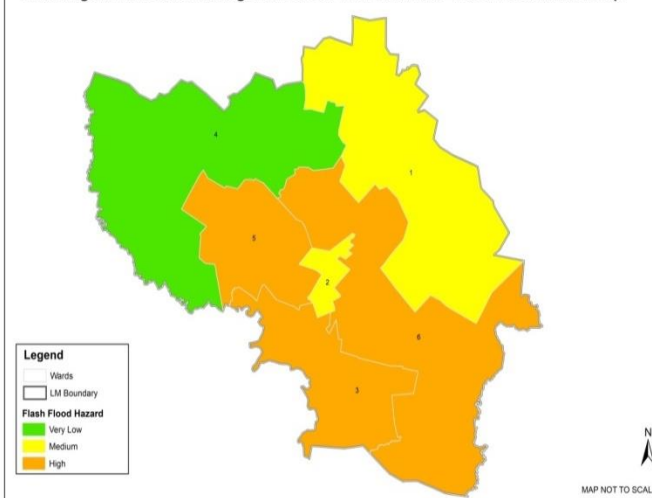 4
1
5
2
6
3
Legend
Wards
LM Boundary
Flash Flood Hazard
Very Low
Medium
High
N
MAP NOT TO SCAL